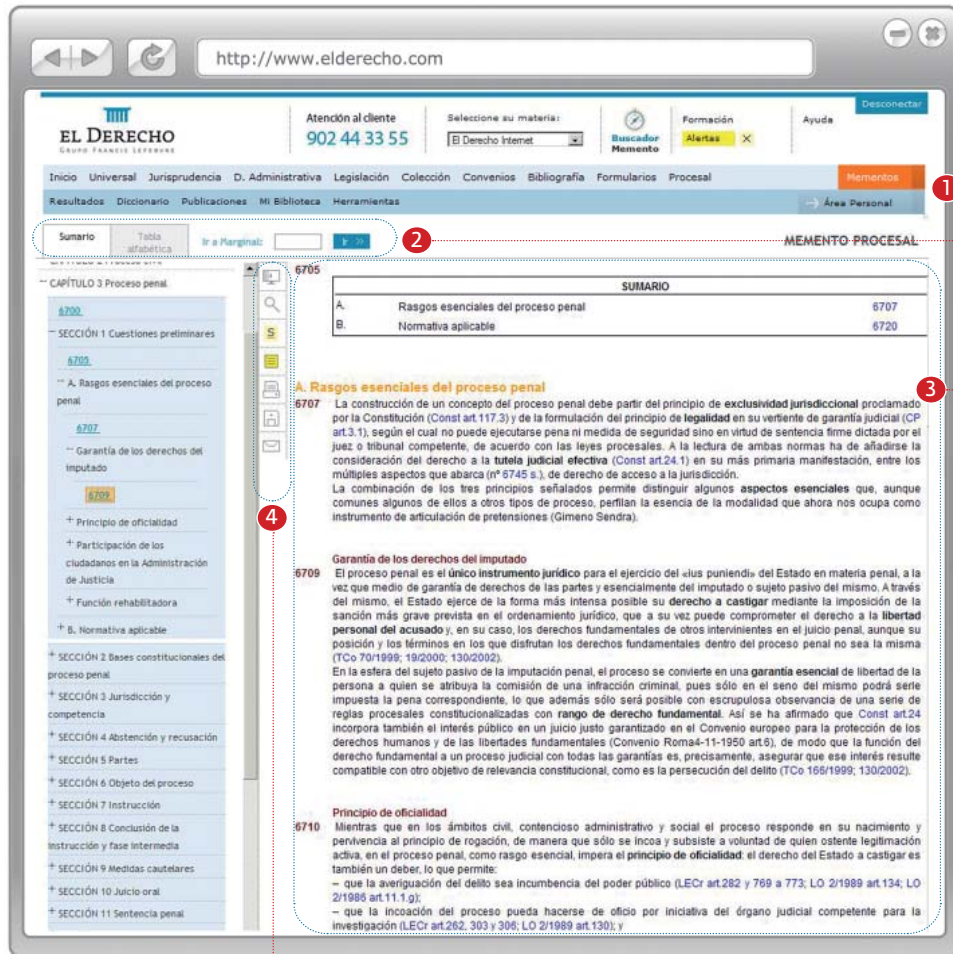 http://www.elderecho.com
Desconectar
EL DERECHO
GRUPO FRANCIS LEFEBVRE
Atención al cliente
902 44 33 55
Seleccione su materia:
El Derecho Internet
Buscador
Memento
Formación
Alertas X
Ayuda
Inicio Universal Jurisprudencia D. Administrativa Legislación Colección Convenios Bibliografía Formularios Procesal Mementos
1
Resultados Diccionario Publicaciones Mi Biblioteca Herramientas Área Personal
Sumario
Tabla
alfabética
Ir a Marginal:
Ir »
2
MEMENTO PROCESAL
CAPÍTULO 2 Proceso civil
− CAPÍTULO 3 Proceso penal
6700
− SECCIÓN 1 Cuestiones preliminares
6705
− A. Rasgos esenciales del proceso
penal
6707
− Garantía de los derechos del
imputado
6709
+ Principio de oficialidad
+ Participación de los
ciudadanos en la Administración
de Justicia
+ Función rehabilitadora
+ B. Normativa aplicable
+ SECCIÓN 2 Bases constitucionales del
proceso penal
+ SECCIÓN 3 Jurisdicción y
competencia
+ SECCIÓN 4 Abstención y recusación
+ SECCIÓN 5 Partes
+ SECCIÓN 6 Objeto del proceso
+ SECCIÓN 7 Instrucción
+ SECCIÓN 8 Conclusión de la
instrucción y fase intermedia
+ SECCIÓN 9 Medidas cautelares
+ SECCIÓN 10 Juicio oral
+ SECCIÓN 11 Sentencia penal
S
4
6705
SUMARIO
A. Rasgos esenciales del proceso penal 6707
B. Normativa aplicable 6720
3
A. Rasgos esenciales del proceso penal
6707 La construcción de un concepto del proceso penal debe partir del principio de exclusividad jurisdiccional proclamado
por la Constitución (Const art.117.3) y de la formulación del principio de legalidad en su vertiente de garantía judicial (CP
art.3.1), según el cual no puede ejecutarse pena ni medida de seguridad sino en virtud de sentencia firme dictada por el
juez o tribunal competente, de acuerdo con las leyes procesales. A la lectura de ambas normas ha de añadirse la
consideración del derecho a la tutela judicial efectiva (Const art.24.1) en su más primaria manifestación, entre los
múltiples aspectos que abarca (nº 6745 s.), de derecho de acceso a la jurisdicción.
La combinación de los tres principios señalados permite distinguir algunos aspectos esenciales que, aunque
comunes algunos de ellos a otros tipos de proceso, perfilan la esencia de la modalidad que ahora nos ocupa como
instrumento de articulación de pretensiones (Gimeno Sendra).
Garantía de los derechos del imputado
6709 El proceso penal es el único instrumento jurídico para el ejercicio del «ius puniendi» del Estado en materia penal, a la
vez que medio de garantía de derechos de las partes y esencialmente del imputado o sujeto pasivo del mismo. A través
del mismo, el Estado ejerce de la forma más intensa posible su derecho a castigar mediante la imposición de la
sanción más grave prevista en el ordenamiento jurídico, que a su vez puede comprometer el derecho a la libertad
personal del acusado y, en su caso, los derechos fundamentales de otros intervinientes en el juicio penal, aunque su
posición y los términos en los que disfrutan los derechos fundamentales dentro del proceso penal no sea la misma
(TCo 70/1999; 19/2000; 130/2002).
En la esfera del sujeto pasivo de la imputación penal, el proceso se convierte en una garantía esencial de libertad de la
persona a quien se atribuya la comisión de una infracción criminal, pues sólo en el seno del mismo podrá serle
impuesta la pena correspondiente, lo que además sólo será posible con escrupulosa observancia de una serie de
reglas procesales constitucionalizadas con rango de derecho fundamental. Así se ha afirmado que Const art.24
incorpora también el interés público en un juicio justo garantizado en el Convenio europeo para la protección de los
derechos humanos y de las libertades fundamentales (Convenio Roma4-11-1950 art.6), de modo que la función del
derecho fundamental a un proceso judicial con todas las garantías es, precisamente, asegurar que ese interés resulte
compatible con otro objetivo de relevancia constitucional, como es la persecución del delito (TCo 166/1999; 130/2002).
Principio de oficialidad
6710 Mientras que en los ámbitos civil, contencioso administrativo y social el proceso responde en su nacimiento y
pervivencia al principio de rogación, de manera que sólo se incoa y subsiste a voluntad de quien ostente legitimación
activa, en el proceso penal, como rasgo esencial, impera el principio de oficialidad: el derecho del Estado a castigar es
también un deber, lo que permite:
– que la averiguación del delito sea incumbencia del poder público (LECr art.282 y 769 a 773; LO 2/1989 art.134; LO
2/1986 art.11.1.g);
– que la incoación del proceso pueda hacerse de oficio por iniciativa del órgano judicial competente para la
investigación (LECr art.262, 303 y 306; LO 2/1989 art.130); y